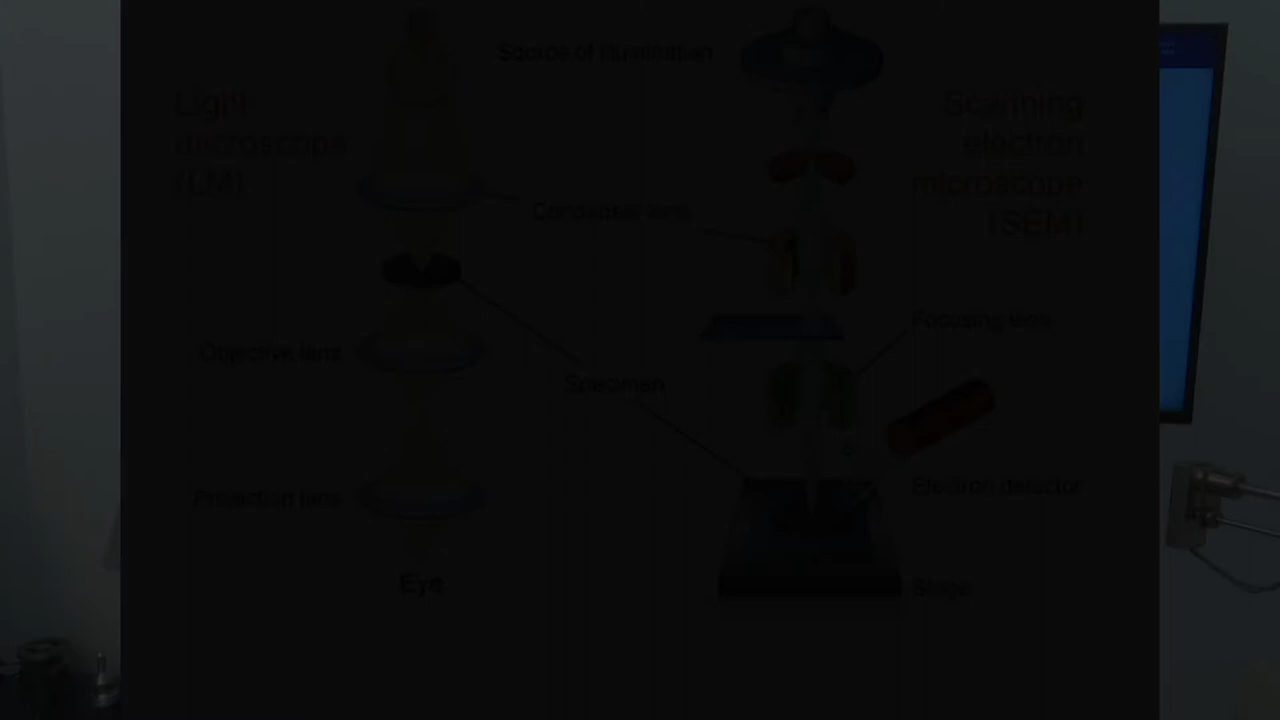 Source of illumination
Light
microscope
(LM)
Scanning
electron
microscope
(SEM)
Condenser lens
Focusing lens
Objective lens
Specimen
Projection lens
Electron detector
Eye
Stage